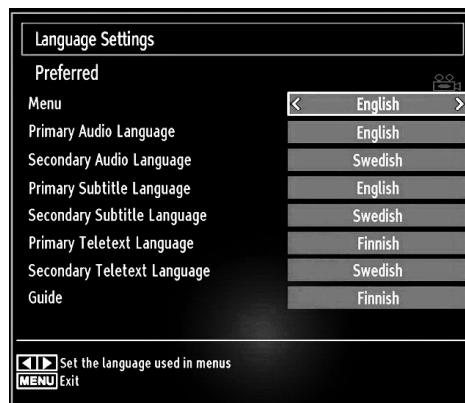 Language Settings
Preferred
Menu < English >
Primary Audio Language English
Secondary Audio Language Swedish
Primary Subtitle Language English
Secondary Subtitle Language Swedish
Primary Teletext Language Finnish
Secondary Teletext Language Swedish
Guide Finnish
Set the language used in menus
MENU Exit